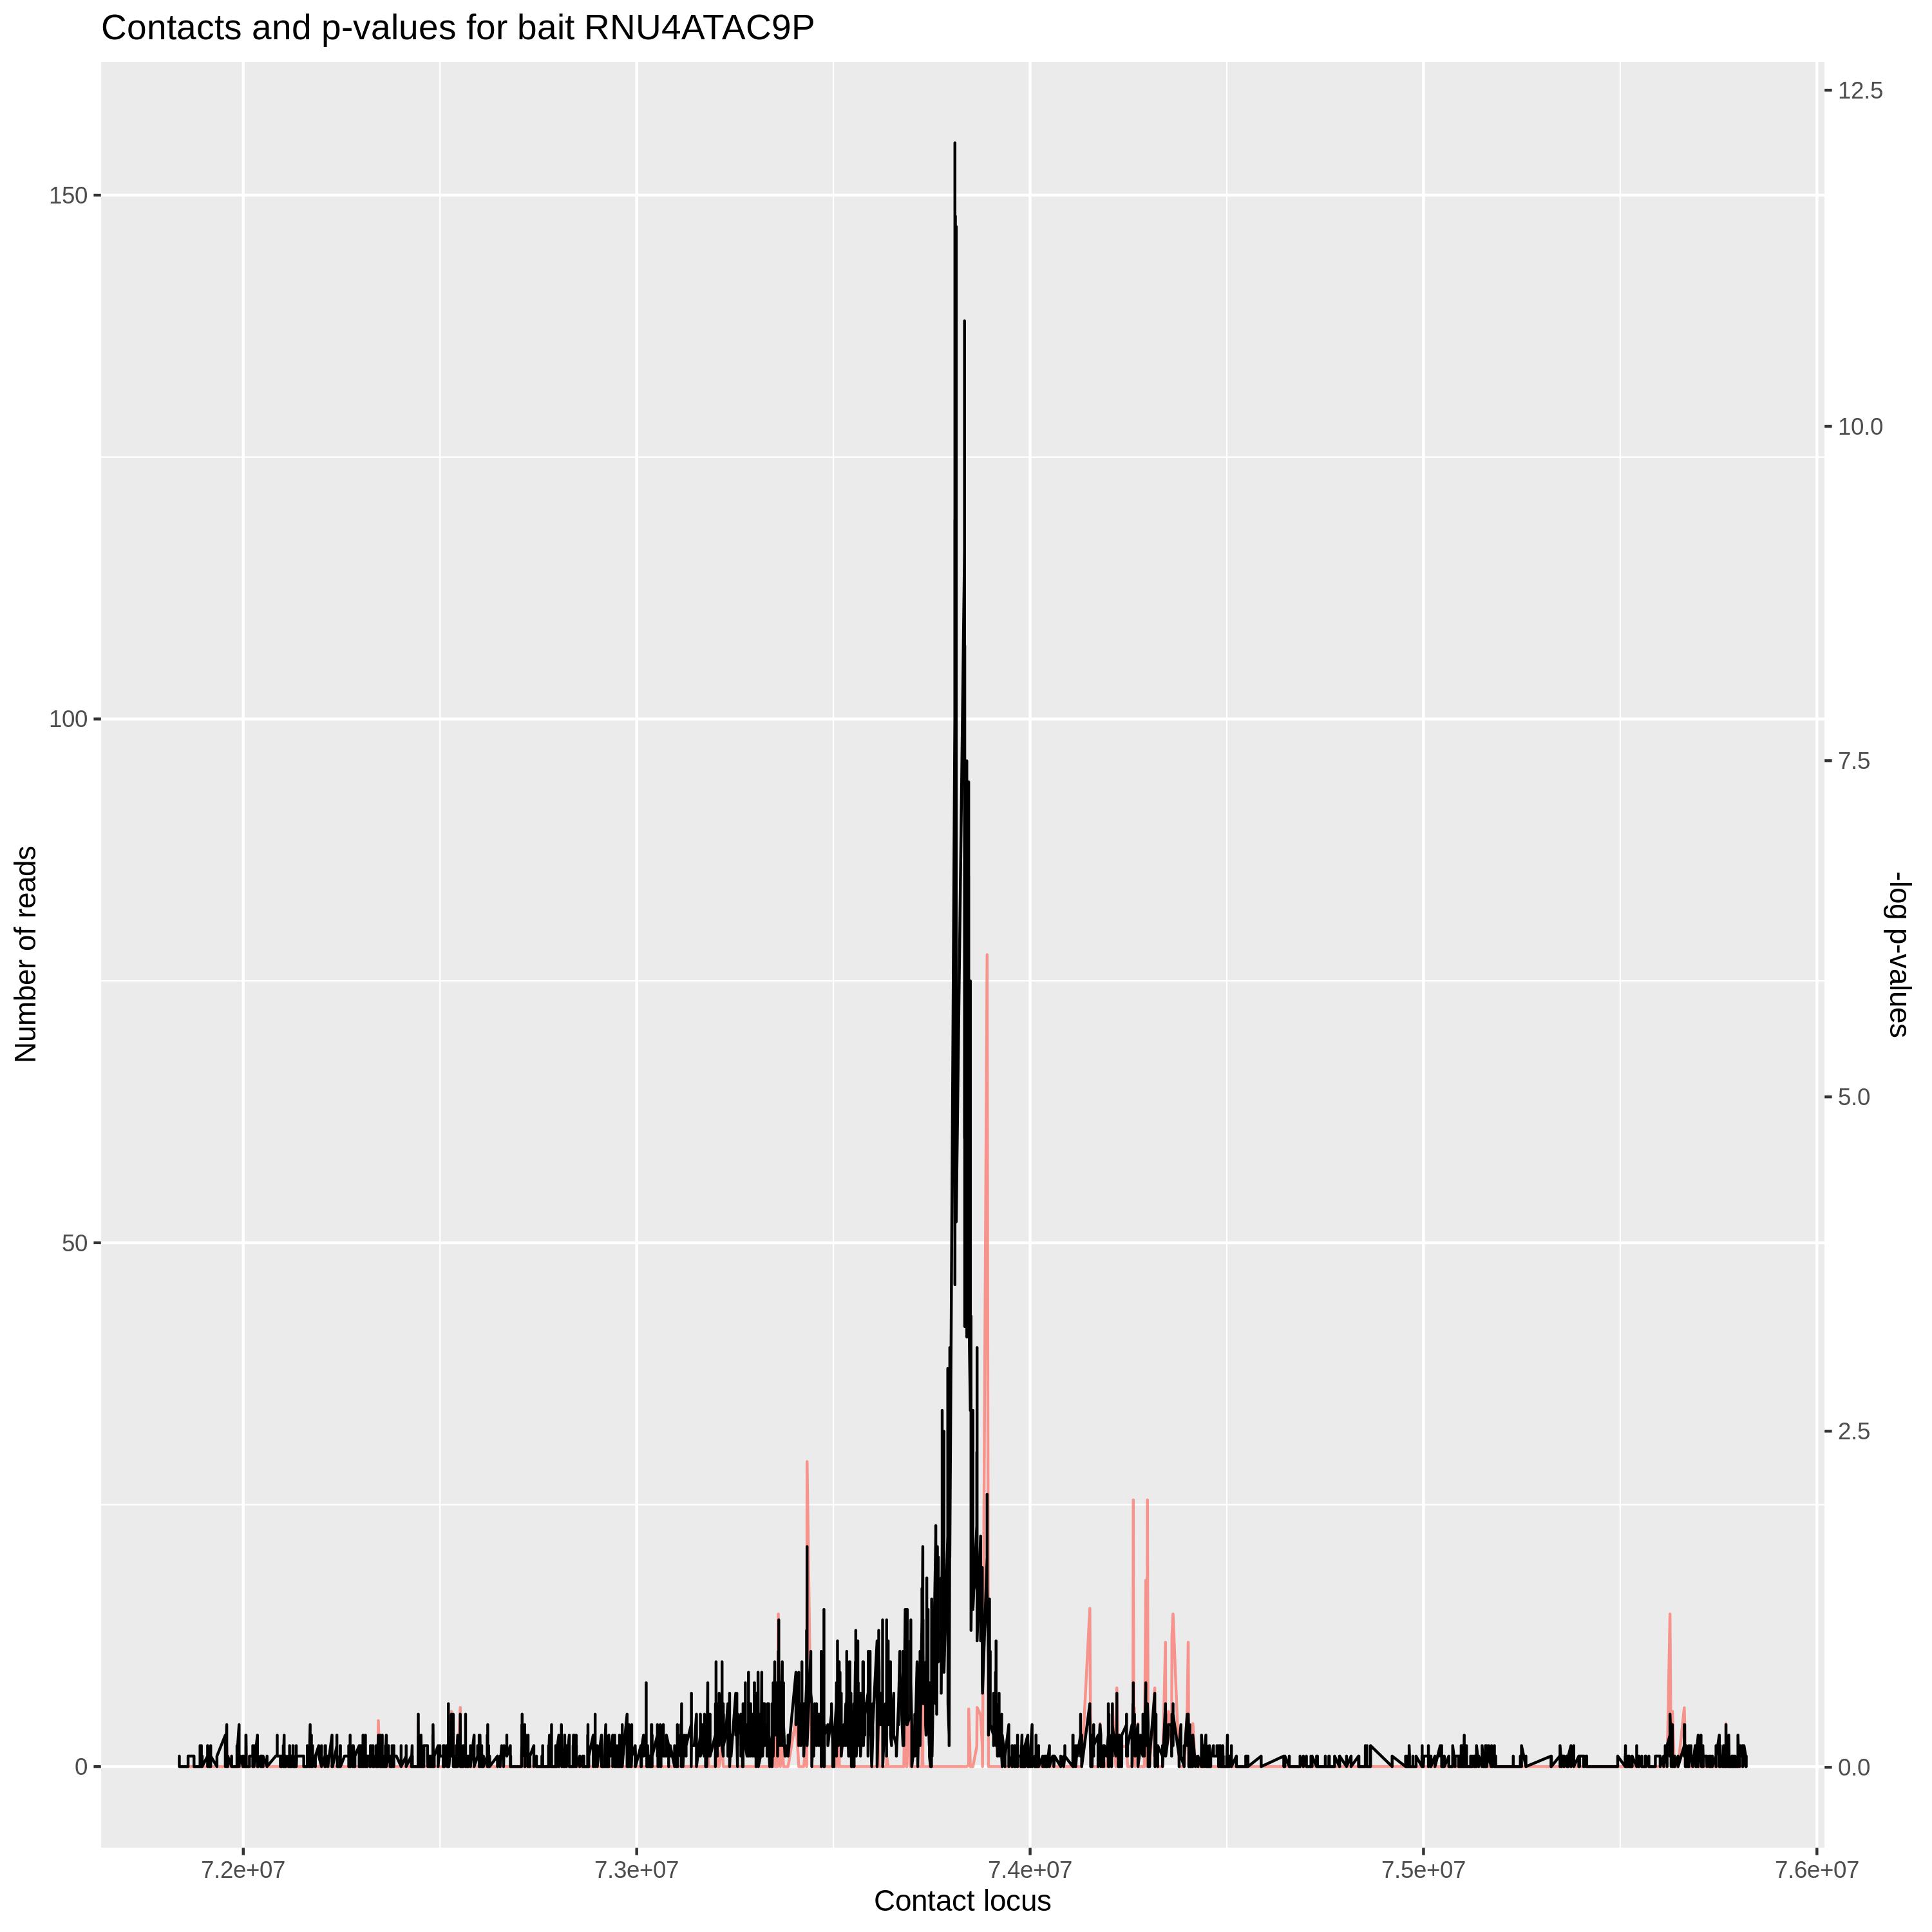 Contacts and p-values for bait RNU4ATAC9P
150
100
50
0
Number of reads
12.5
10.0
7.5
5.0
2.5
0.0
-log p-values
7.2e+07
7.3e+07
7.4e+07
7.5e+07
7.6e+07
Contact locus